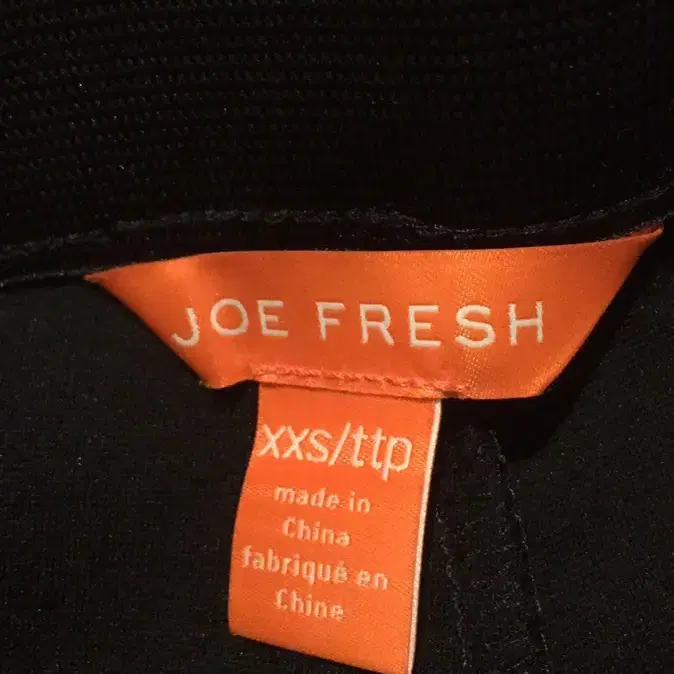 JOE FRESH
xxs/ttp
made in
China
fabriqué en
Chine